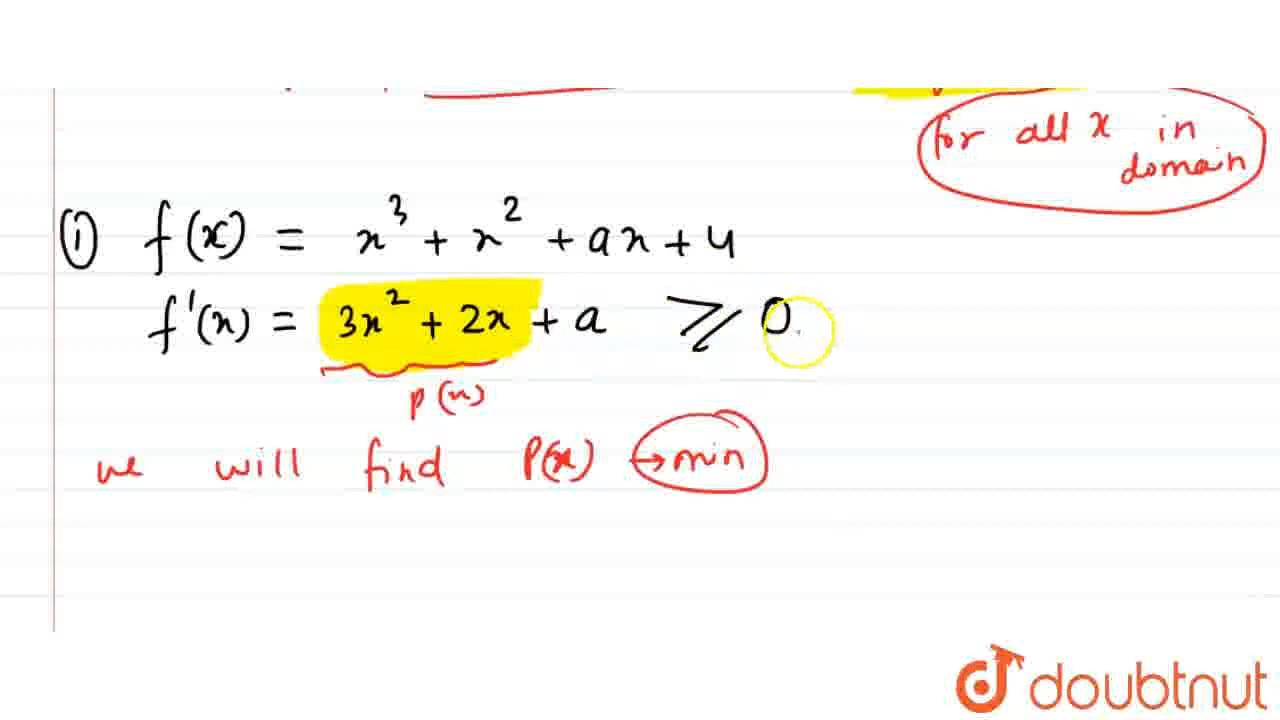 for all x in
domain
① f(x) = x³ + x² + ax + 4
f'(x) = 3x² + 2x + a ≥ 0
p(x)
we will find P(x) → min
doubtnut